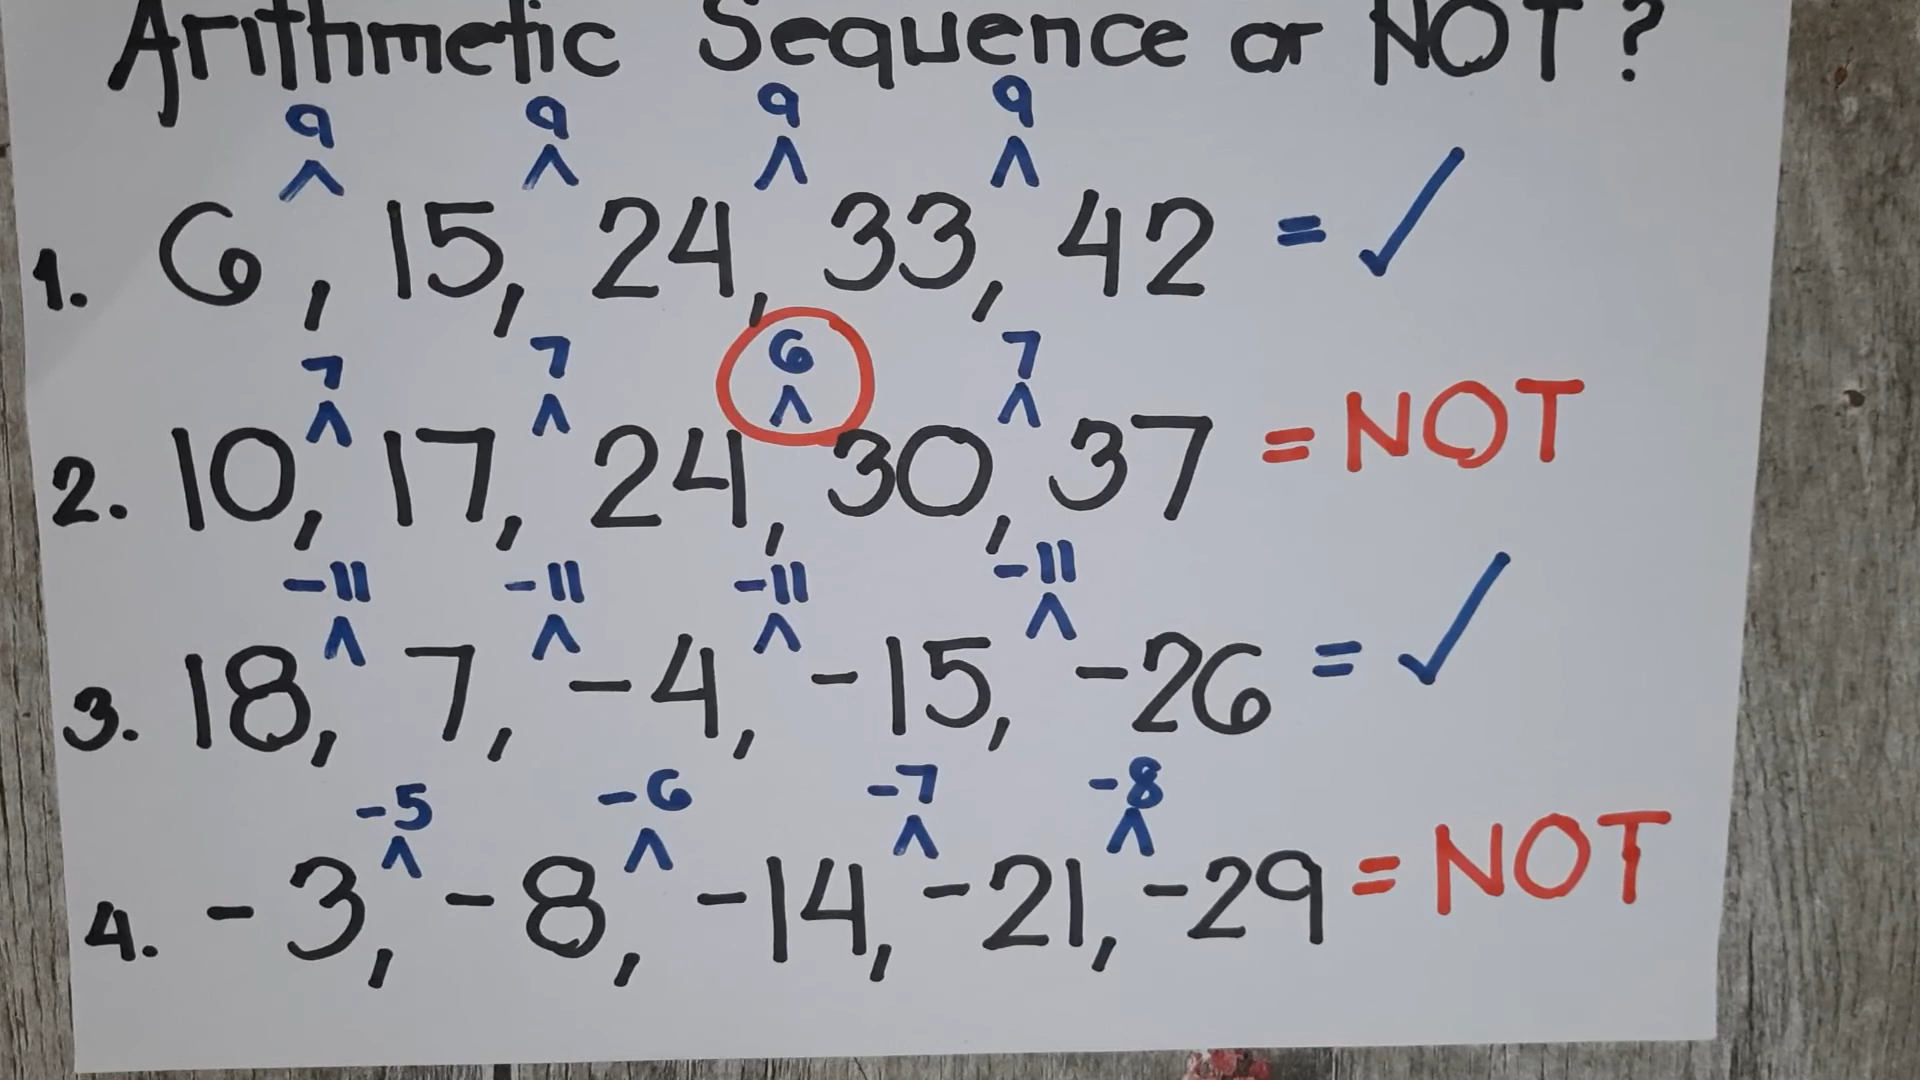 Arithmetic Sequence or NOT?
9 9 9 9
^ ^ ^ ^
1. 6, 15, 24, 33, 42 = ✓
7 7 6 7
^ ^ ^ ^
2. 10, 17, 24, 30, 37 = NOT
-11 -11 -11 -11
^ ^ ^ ^
3. 18, 7, -4, -15, -26 = ✓
-5 -6 -7 -8
^ ^ ^ ^
4. -3, -8, -14, -21, -29 = NOT